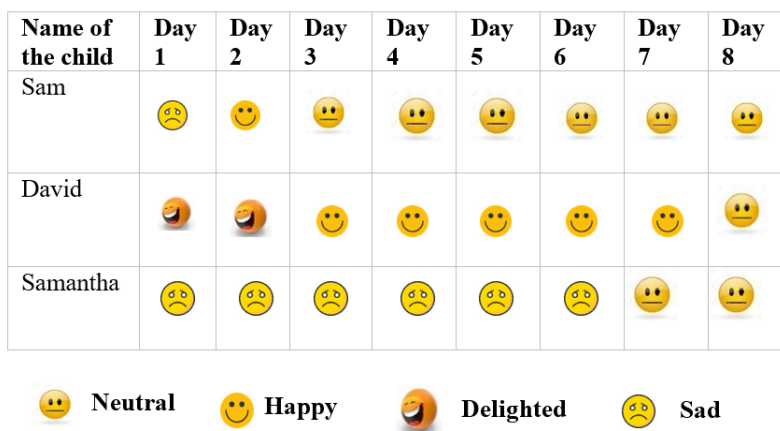 Name of the child Day 1 Day 2 Day 3 Day 4 Day 5 Day 6 Day 7 Day 8
Sam
David
Samantha
Neutral Happy Delighted Sad